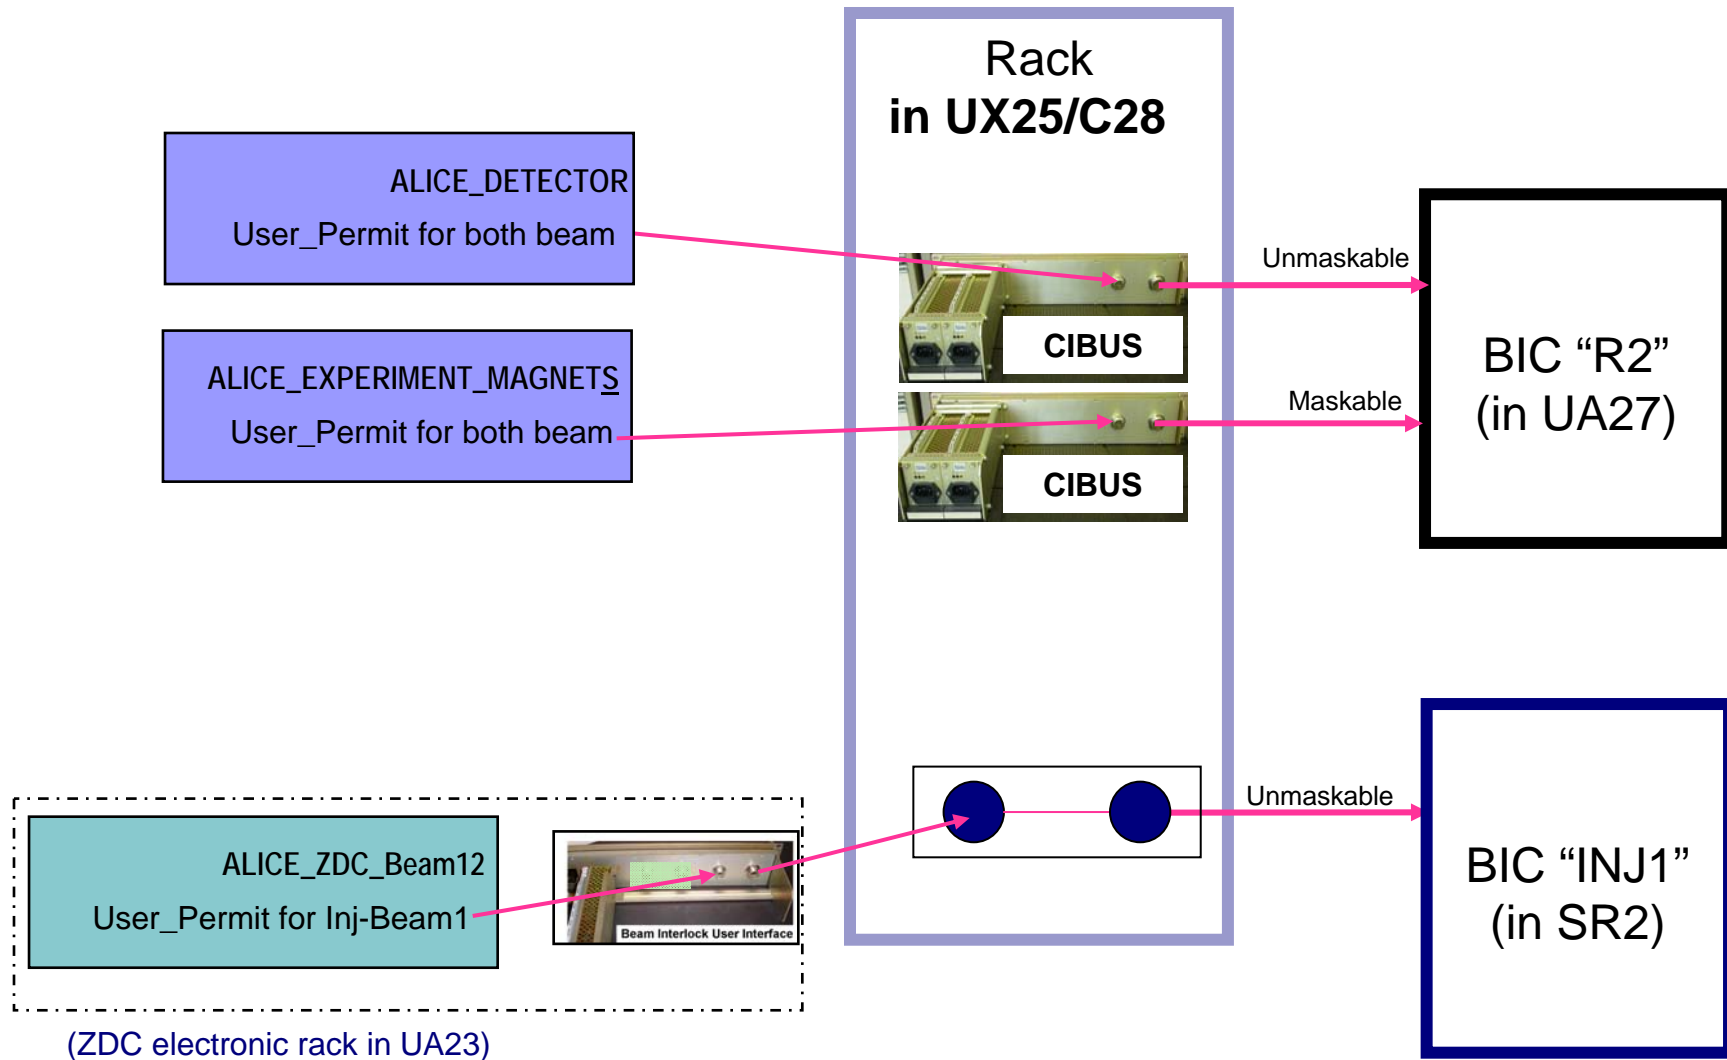 Rack
in UX25/C28
ALICE_DETECTOR
User_Permit for both beam
Unmaskable
CIBUS
ALICE_EXPERIMENT_MAGNETS
User_Permit for both beam
Maskable
CIBUS
BIC “R2”
(in UA27)
Unmaskable
ALICE_ZDC_Beam12
User_Permit for Inj-Beam1
Beam Interlock User Interface
BIC “INJ1”
(in SR2)
(ZDC electronic rack in UA23)